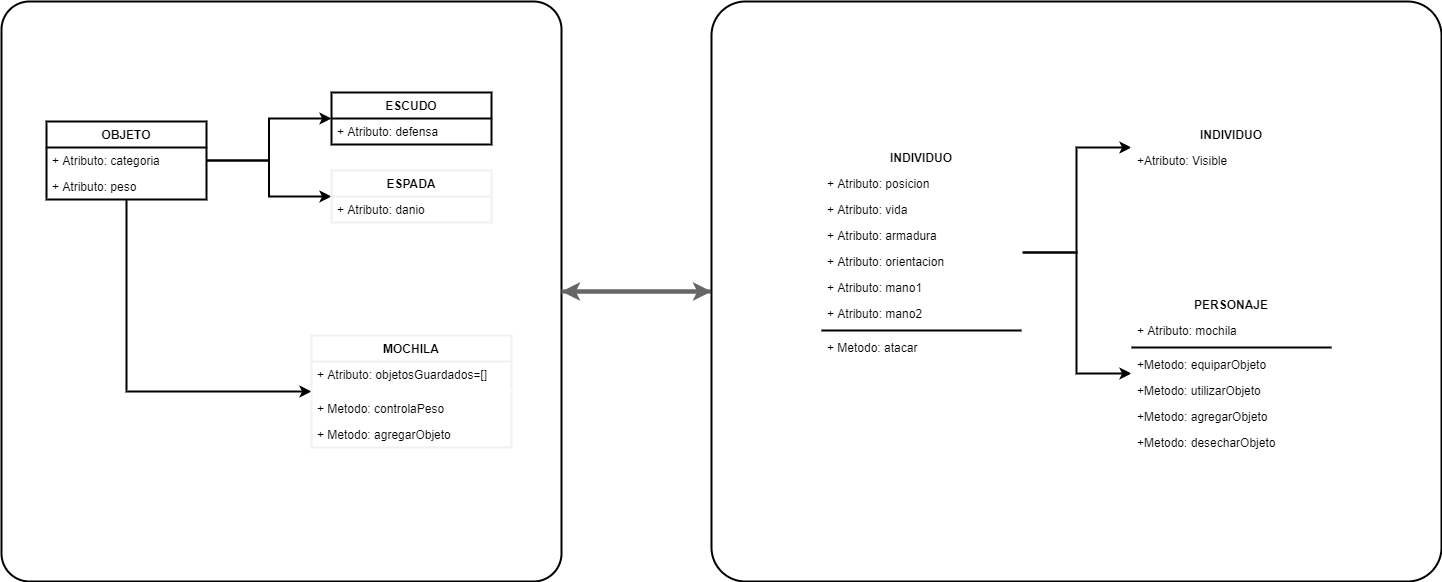 OBJETO
+ Atributo: categoria
+ Atributo: peso
ESCUDO
+ Atributo: defensa
ESPADA
+ Atributo: danio
MOCHILA
+ Atributo: objetosGuardados=[]
+ Metodo: controlaPeso
+ Metodo: agregarObjeto
INDIVIDUO
+ Atributo: posicion
+ Atributo: vida
+ Atributo: armadura
+ Atributo: orientacion
+ Atributo: mano1
+ Atributo: mano2
+ Metodo: atacar
INDIVIDUO
+Atributo: Visible
PERSONAJE
+ Atributo: mochila
+Metodo: equiparObjeto
+Metodo: utilizarObjeto
+Metodo: agregarObjeto
+Metodo: desecharObjeto